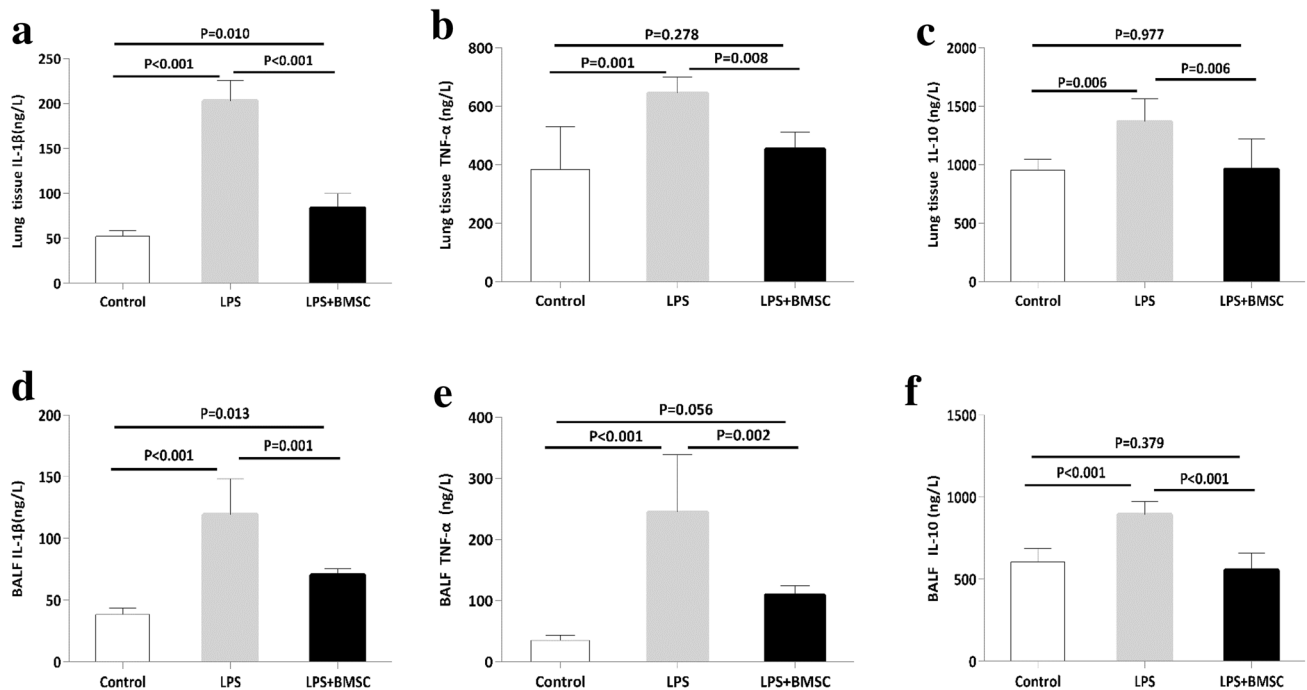 a
P=0.010
P<0.001 P<0.001
Lung tissue IL-1β(ng/L)
250
200
150
100
50
0
Control LPS LPS+BMSC
b
P=0.278
P=0.001 P=0.008
Lung tissue TNF-α (ng/L)
800
600
400
200
0
Control LPS LPS+BMSC
c
P=0.977
P=0.006 P=0.006
Lung tissue 1L-10 (ng/L)
2000
1500
1000
500
0
Control LPS LPS+BMSC
d
P=0.013
P<0.001 P=0.001
BALF IL-1β(ng/L)
200
150
100
50
0
Control LPS LPS+BMSC
e
P=0.056
P<0.001 P=0.002
BALF TNF-α (ng/L)
400
300
200
100
0
Control LPS LPS+BMSC
f
P=0.379
P<0.001 P<0.001
BALF IL-10 (ng/L)
1500
1000
500
0
Control LPS LPS+BMSC